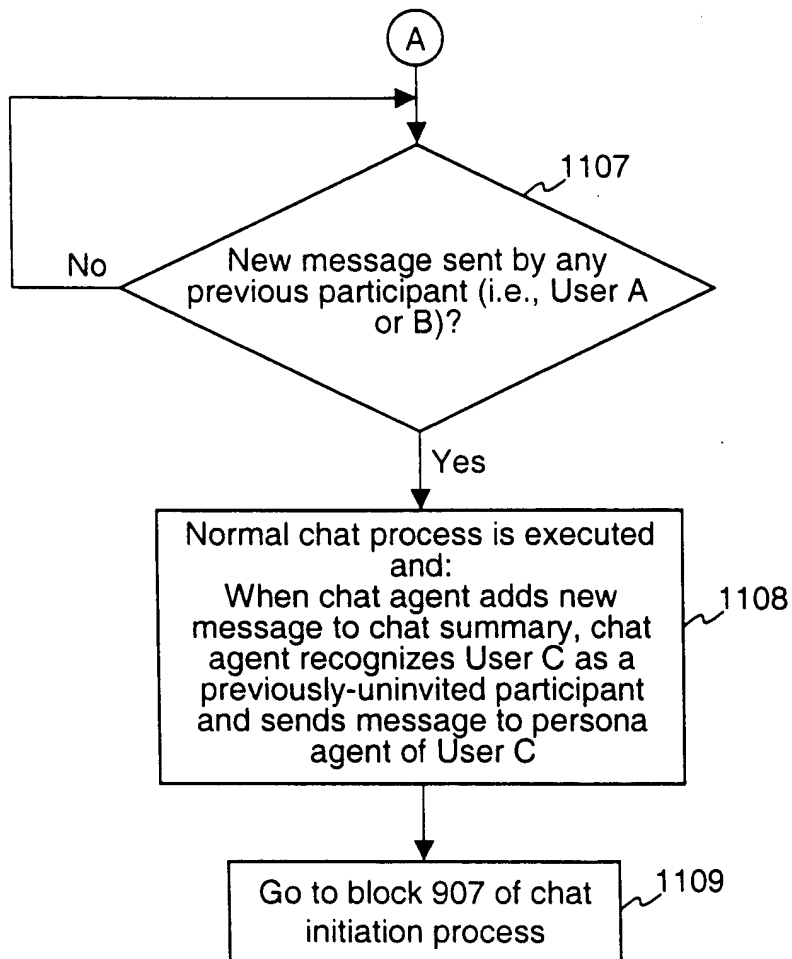 A
1107
No
New message sent by any
previous participant (i.e., User A
or B)?
Yes
Normal chat process is executed
and:
When chat agent adds new
message to chat summary, chat
agent recognizes User C as a
previously-uninvited participant
and sends message to persona
agent of User C
1108
Go to block 907 of chat
initiation process
1109